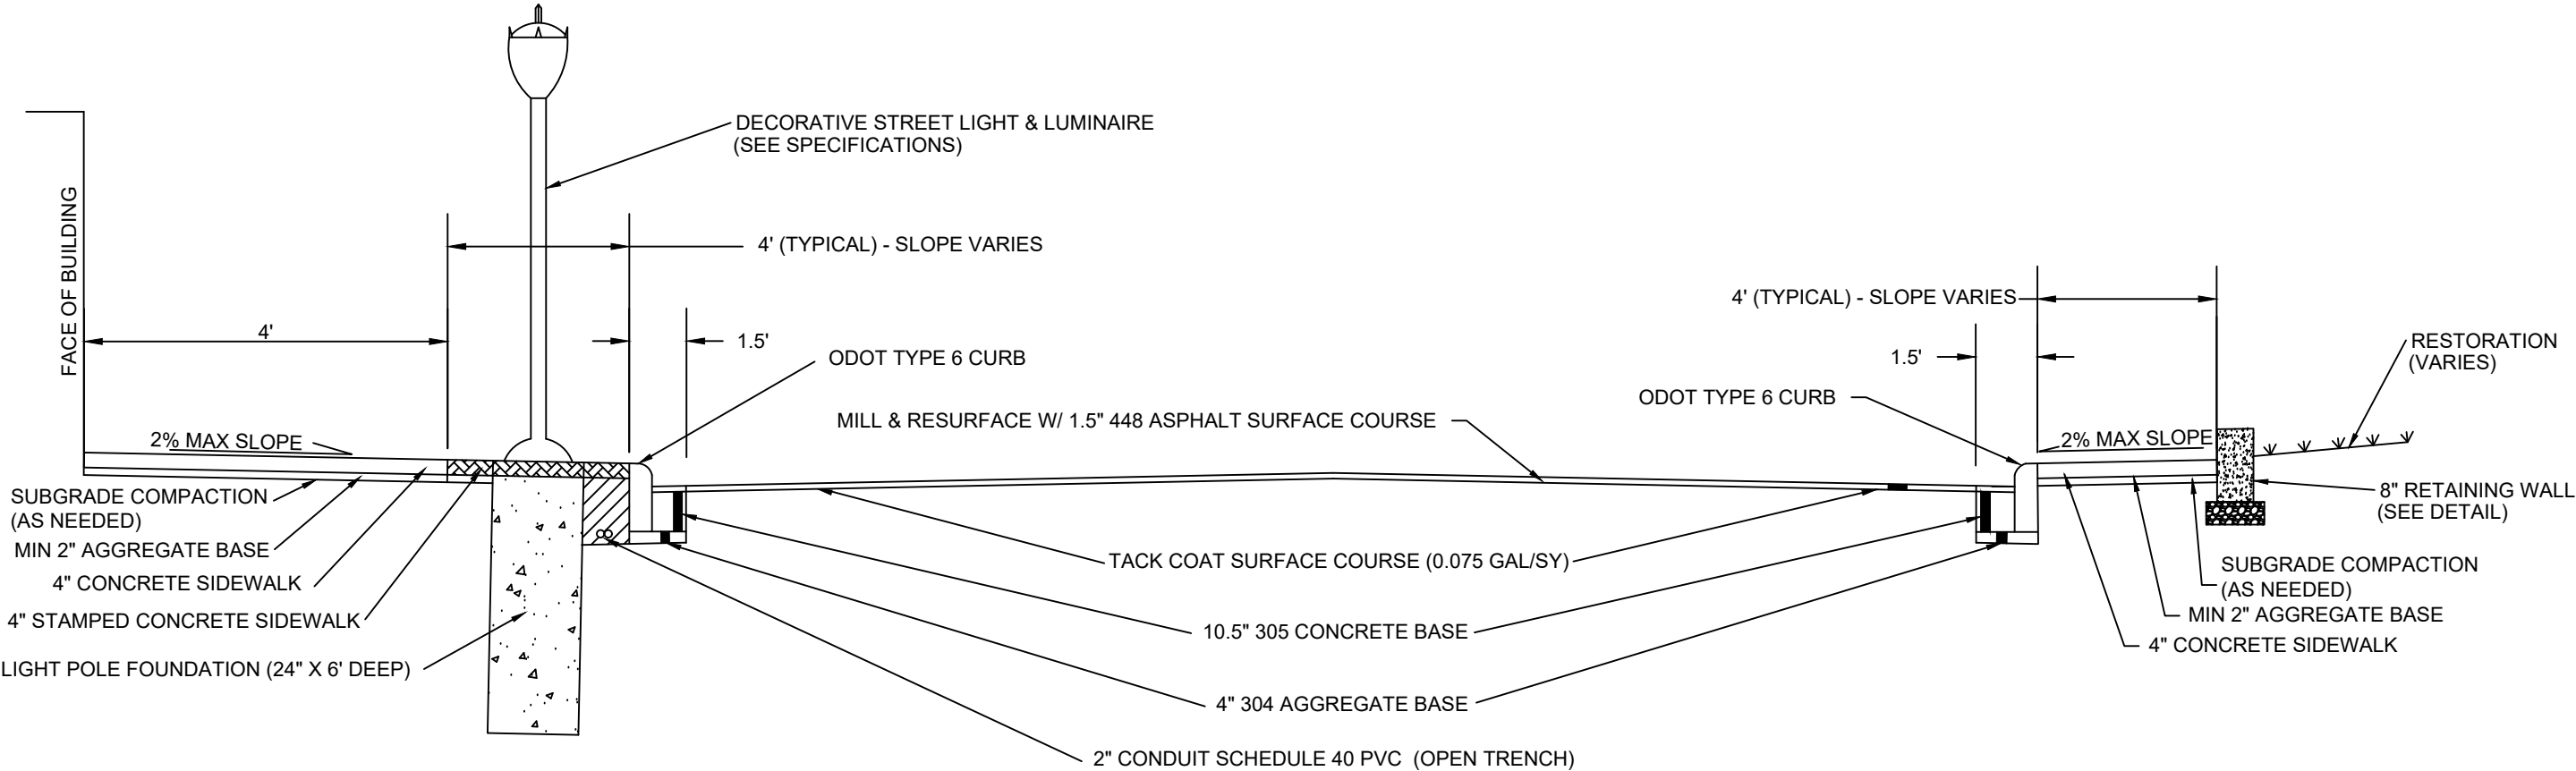 DECORATIVE STREET LIGHT & LUMINAIRE
(SEE SPECIFICATIONS)
FACE OF BUILDING
4' (TYPICAL) - SLOPE VARIES
4' (TYPICAL) - SLOPE VARIES
4'
1.5'
ODOT TYPE 6 CURB
1.5'
RESTORATION
(VARIES)
ODOT TYPE 6 CURB
MILL & RESURFACE W/ 1.5" 448 ASPHALT SURFACE COURSE
2% MAX SLOPE
2% MAX SLOPE
SUBGRADE COMPACTION
(AS NEEDED)
MIN 2" AGGREGATE BASE
4" CONCRETE SIDEWALK
4" STAMPED CONCRETE SIDEWALK
LIGHT POLE FOUNDATION (24" X 6' DEEP)
8" RETAINING WALL
(SEE DETAIL)
TACK COAT SURFACE COURSE (0.075 GAL/SY)
SUBGRADE COMPACTION
(AS NEEDED)
MIN 2" AGGREGATE BASE
4" CONCRETE SIDEWALK
10.5" 305 CONCRETE BASE
4" 304 AGGREGATE BASE
2" CONDUIT SCHEDULE 40 PVC (OPEN TRENCH)